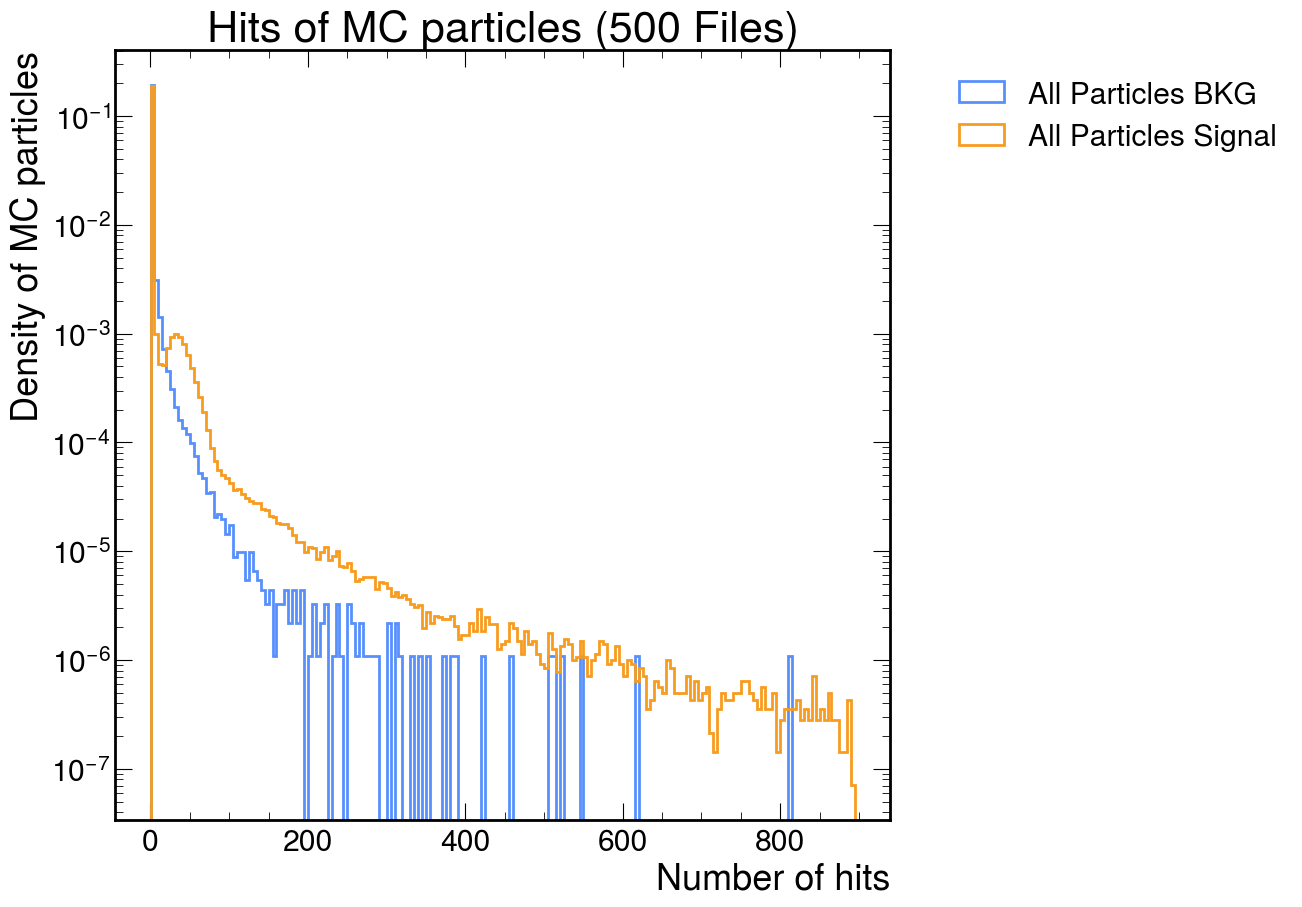 Hits of MC particles (500 Files)
Density of MC particles
10⁻¹
10⁻²
10⁻³
10⁻⁴
10⁻⁵
10⁻⁶
10⁻⁷
0 200 400 600 800
Number of hits
All Particles BKG
All Particles Signal